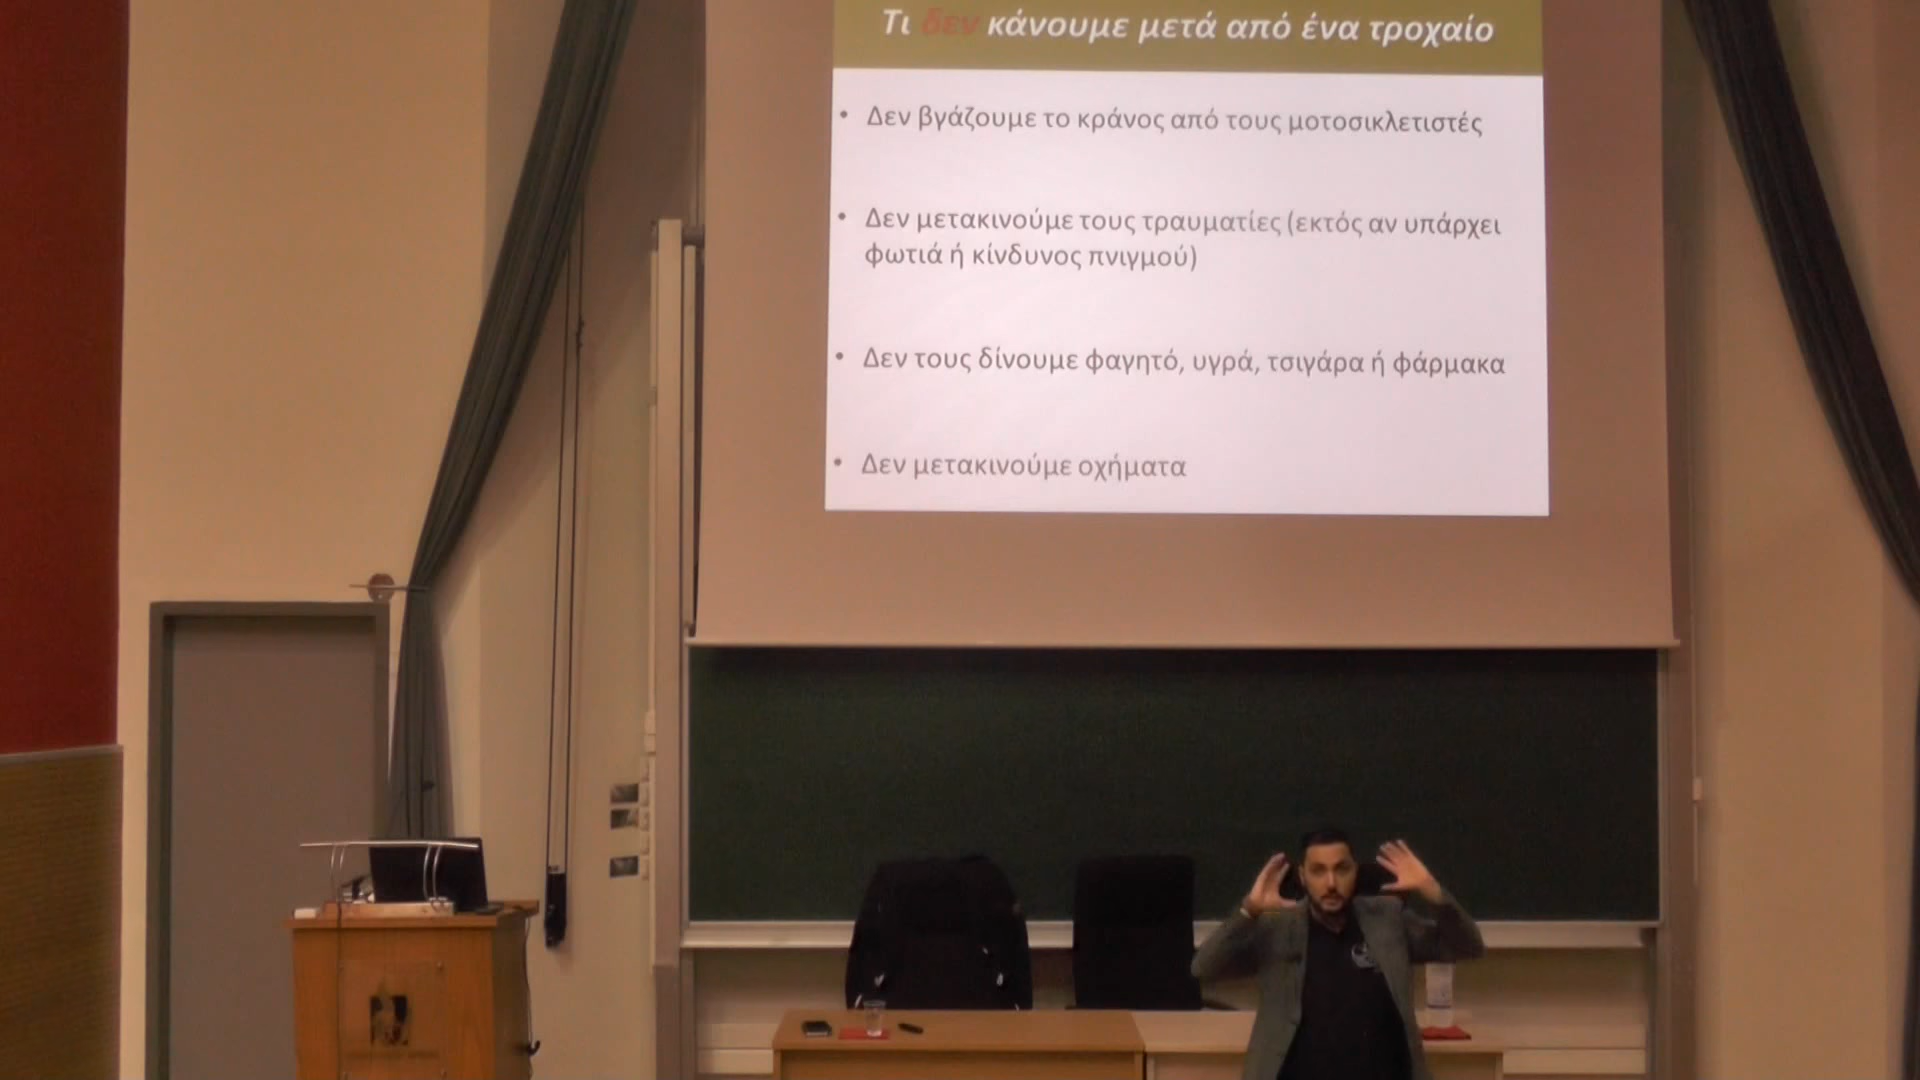 Τι δεν κάνουμε μετά από ένα τροχαίο
• Δεν βγάζουμε το κράνος από τους μοτοσικλετιστές
• Δεν μετακινούμε τους τραυματίες (εκτός αν υπάρχει
φωτιά ή κίνδυνος πνιγμού)
• Δεν τους δίνουμε φαγητό, υγρά, τσιγάρα ή φάρμακα
• Δεν μετακινούμε οχήματα